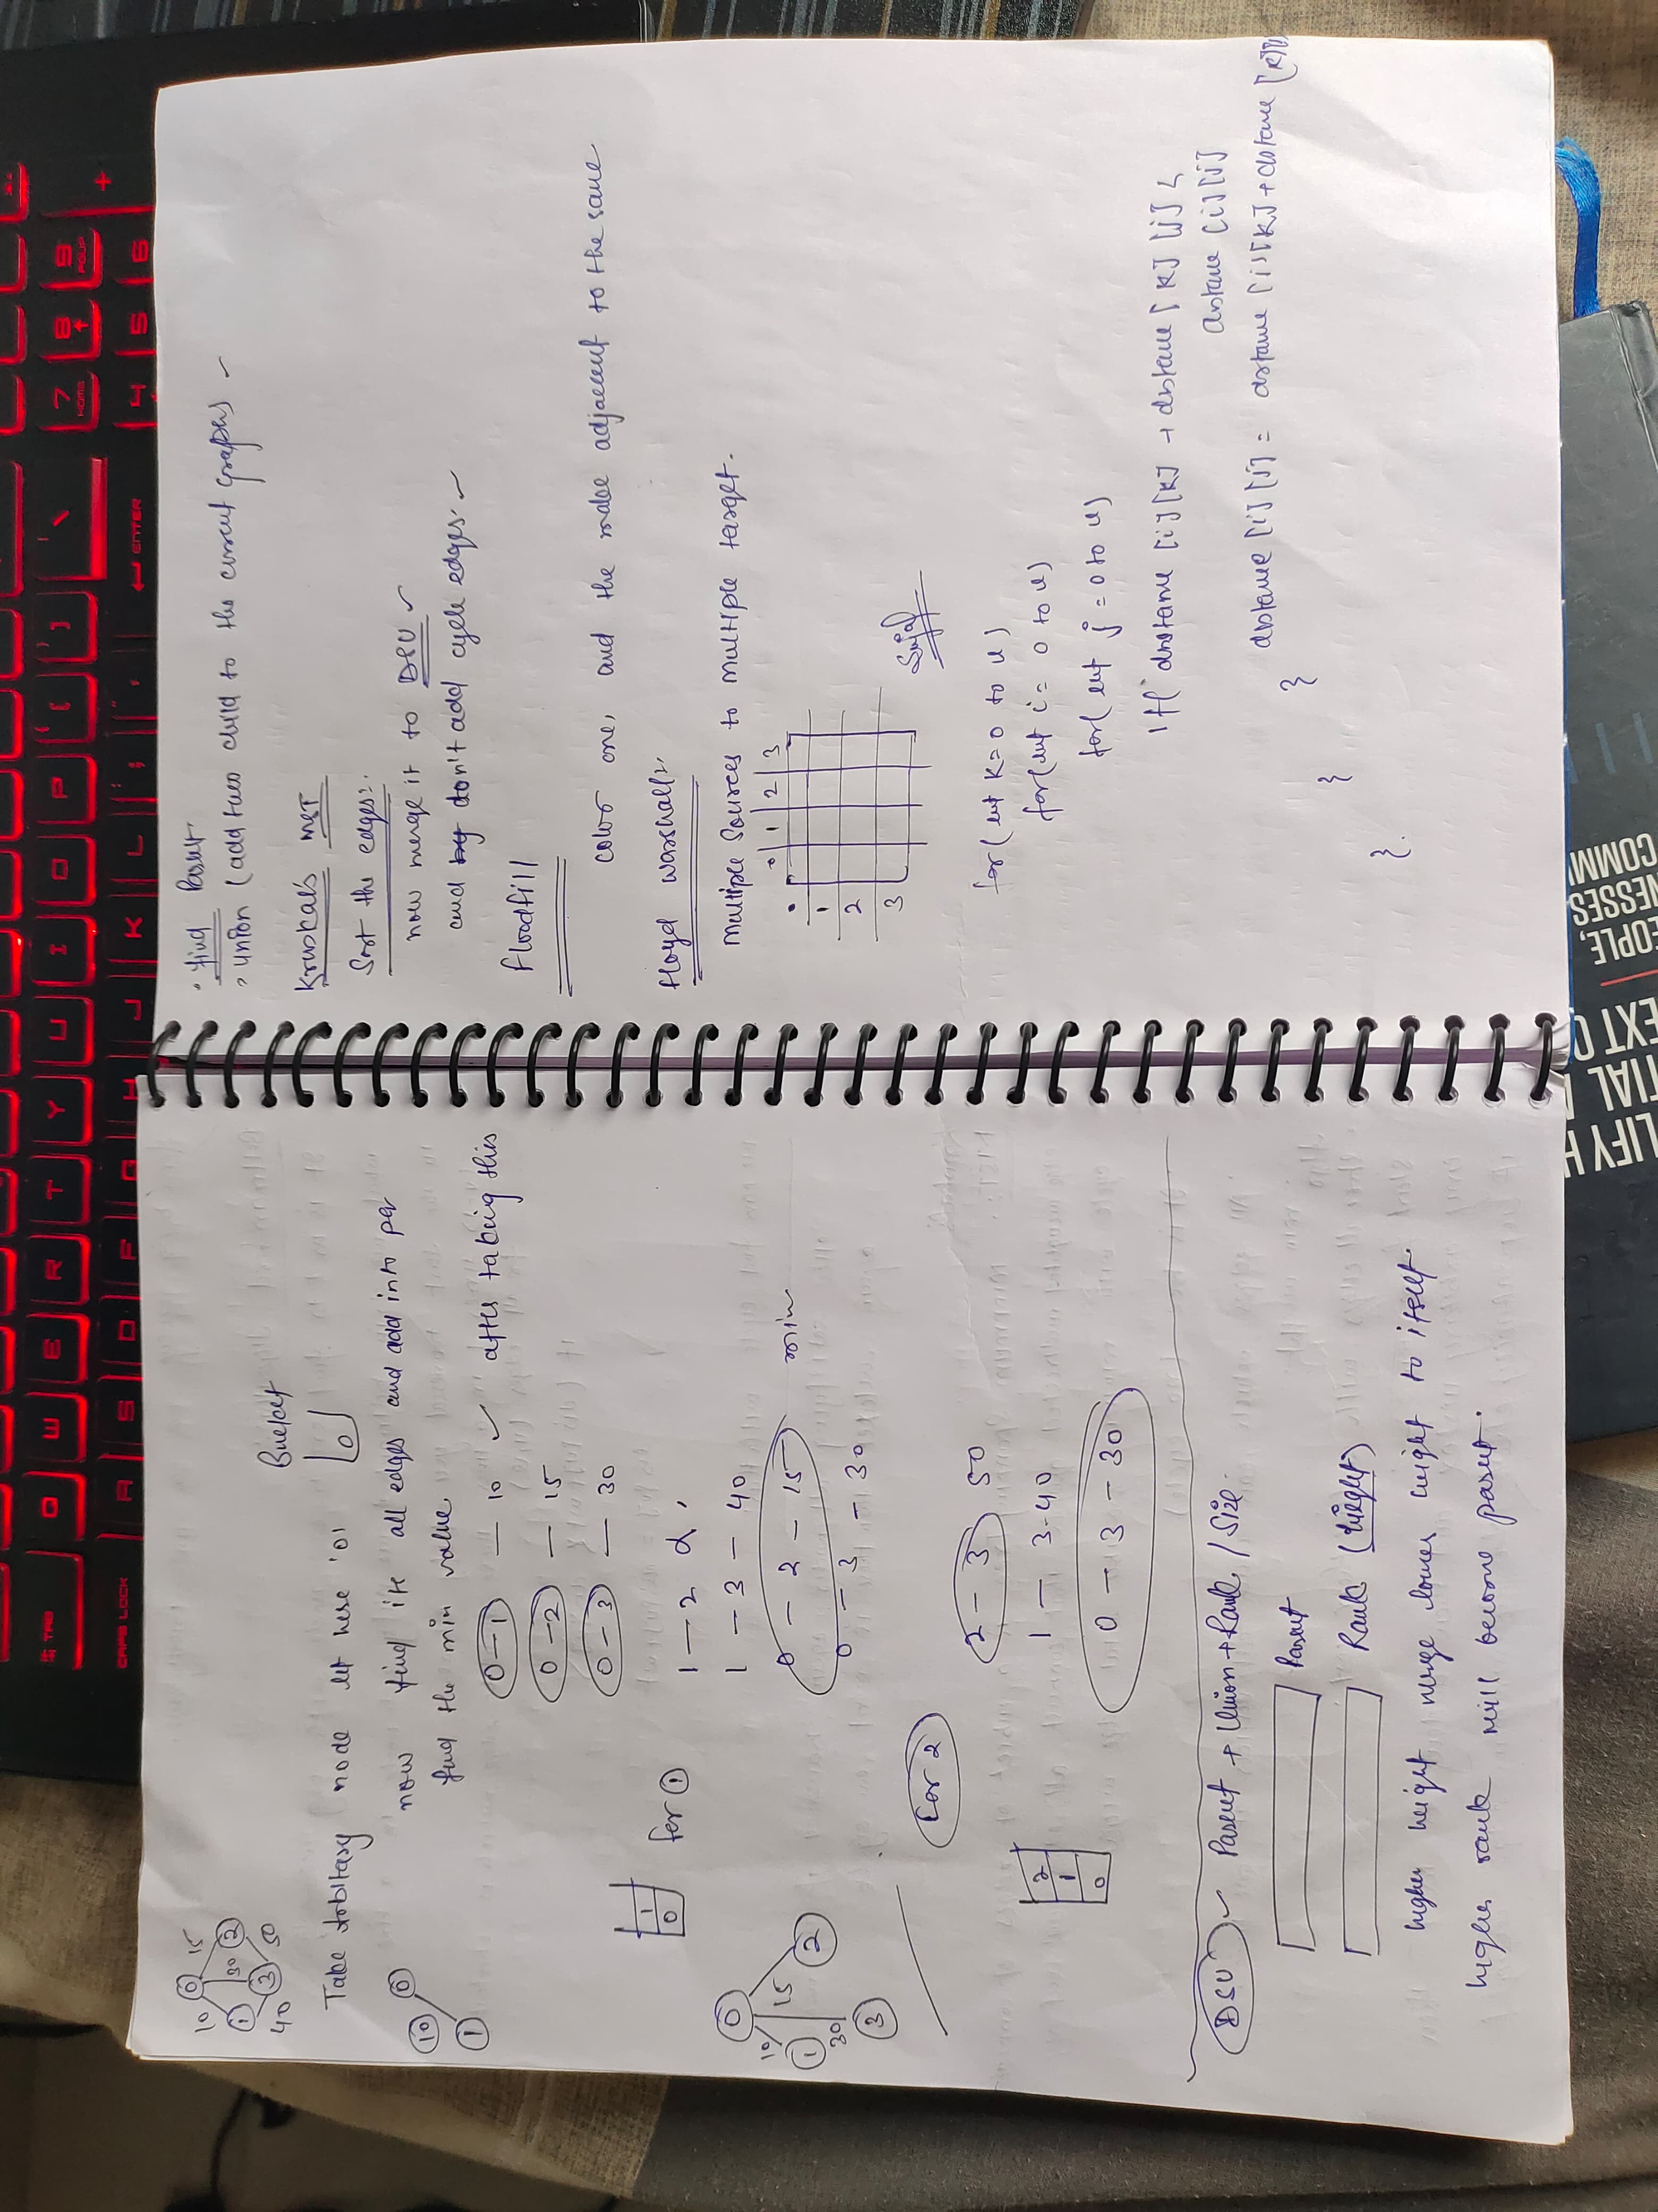 TAB Q W E R T Y U I O P [ ] \ 7 HOME 8 9 PGUP +
CAPS LOCK A S D F G H J K L ; ' ENTER 4 5 6
0
10 15
1 30 2
3
40 50
Bucket
0
Take Arbitrary node let here '0'
0
10
1
now find its all edges and add into per
find the min value
0 - 1 — 10 ✓ after taking this
0 - 2 — 15
0 - 3 — 30
1
0
for 1
1 — 2
1 - 3 - 40
0 - 2 - 15 min
0 - 3 - 30
0
10 15
1 2
30
3
for 2
2 - 3 50
1 - 3-40
0 - 3 - 30
2
1
0
DSU ✓ Parent + Union + Rank / Size
Parent
Rank (height)
higher height merge lower height to itself.
higher rank will become parent.
• find Parent.
> union (add two child to the current graphs) ✓
Kruskal's MST
Sort the edges:
now merge it to DSU ✓
and by don't add cycle edges. ✓
floodfill
color one, and the make adjacent to the same
floyd warshall:
Multiple Sources to Multiple target.
0 1 2 3
0
1
2
3
Sujal
for( int k=0 to u)
for(int i= 0 to u)
for( int j = 0 to u)
if( distance [i][k] + distance [k] [j] <
distance [i][j]
distance [i][j] = distance [i][k] + distance [k][j]
}
}
}.
LIFY
TIAL
EXT
PEOPLE,
NESSES
COMM